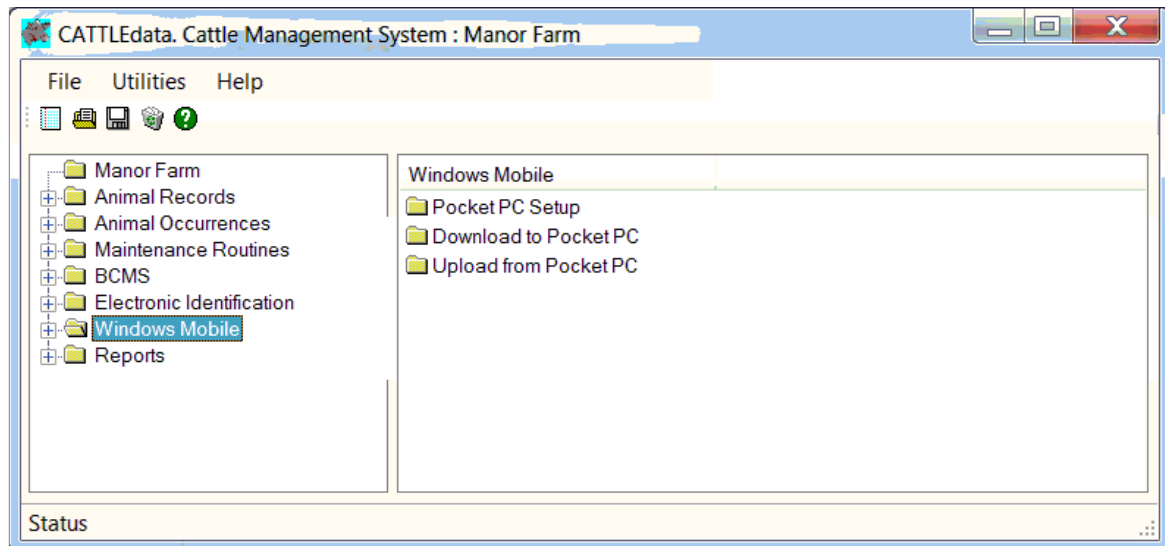 CATTLEdata. Cattle Management System : Manor Farm
File Utilities Help
Manor Farm
Animal Records
Animal Occurrences
Maintenance Routines
BCMS
Electronic Identification
Windows Mobile
Reports
Windows Mobile
Pocket PC Setup
Download to Pocket PC
Upload from Pocket PC
Status